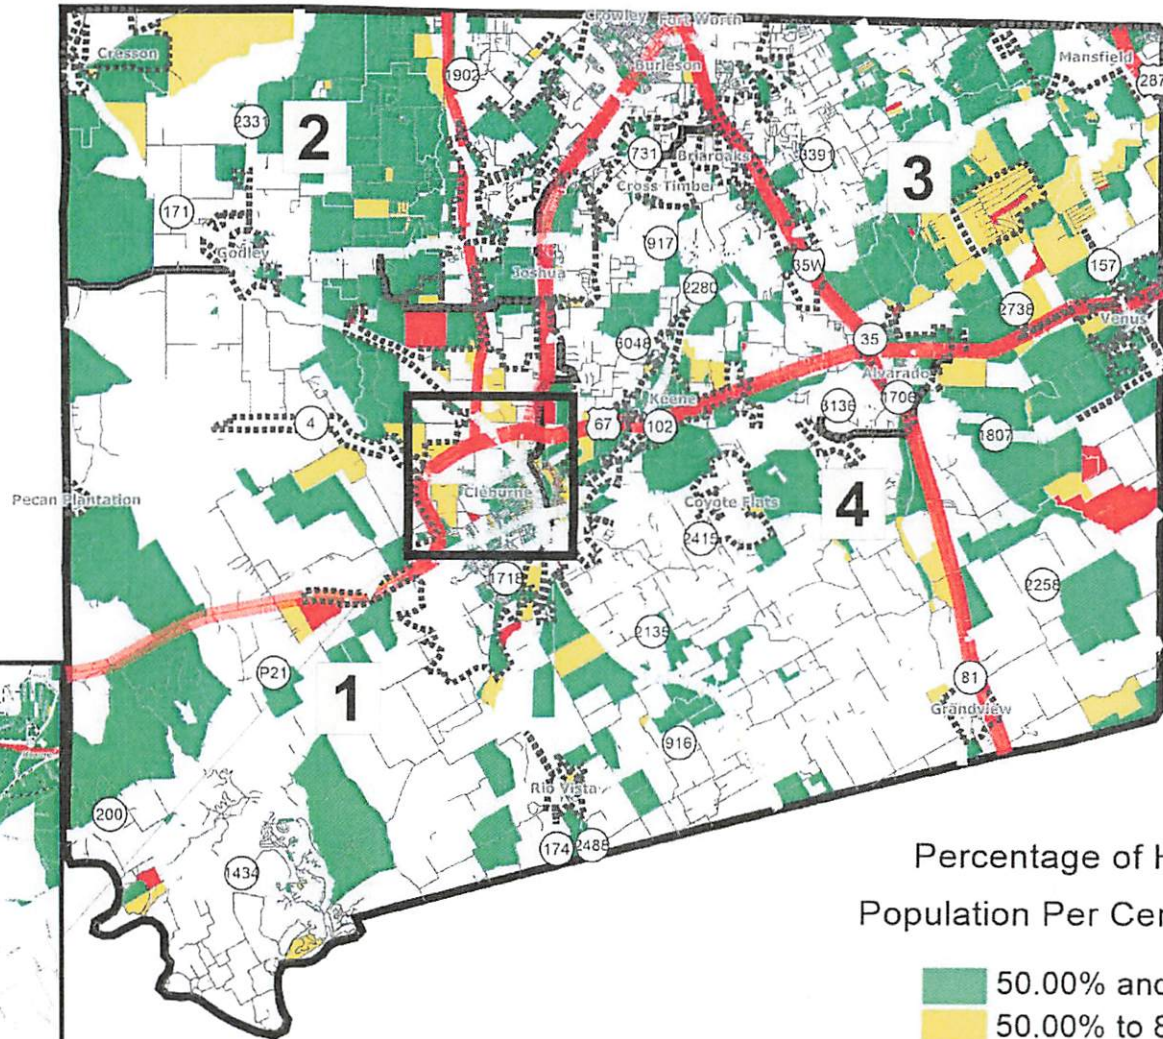 Crowley Fort Worth
Cresson
Burleson
Mansfield
1902
287
2331
2
731
Briaroaks
3391
3
171
Cross Timber
Godley
917
35W
157
Joshua
2280
2738
Venus
6048
35
Alvarado
Keene
1706
3136
4
67
102
1807
Pecan Plantation
Cleburne
Coyote Flats
4
2415
1718
2258
2135
P21
81
1
Grandview
916
Rio Vista
200
174
2488
1434
Percentage of H
Population Per Cen
50.00% and
50.00% to 8